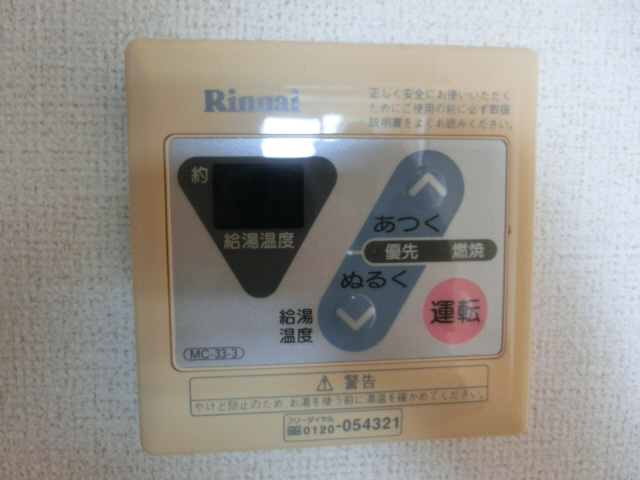 Rinnai
正しく安全にお使いいただく
ためにご使用の前に必ず取扱
説明書をよくお読みください。
約
給湯温度
あつく
優先 燃焼
ぬるく
給湯
温度
運転
MC-33-3
⚠ 警告
やけど防止のため、お湯を使う前に湯温を確かめてください。
フリーダイヤル
0120-054321